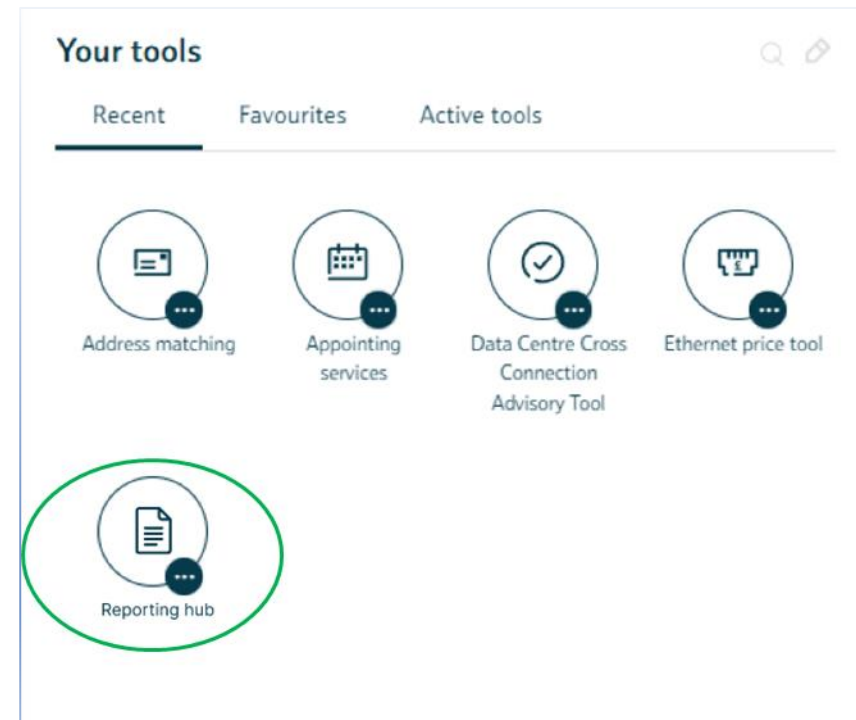 Your tools
Recent Favourites Active tools
£
Address matching Appointing services Data Centre Cross Connection Advisory Tool Ethernet price tool
Reporting hub